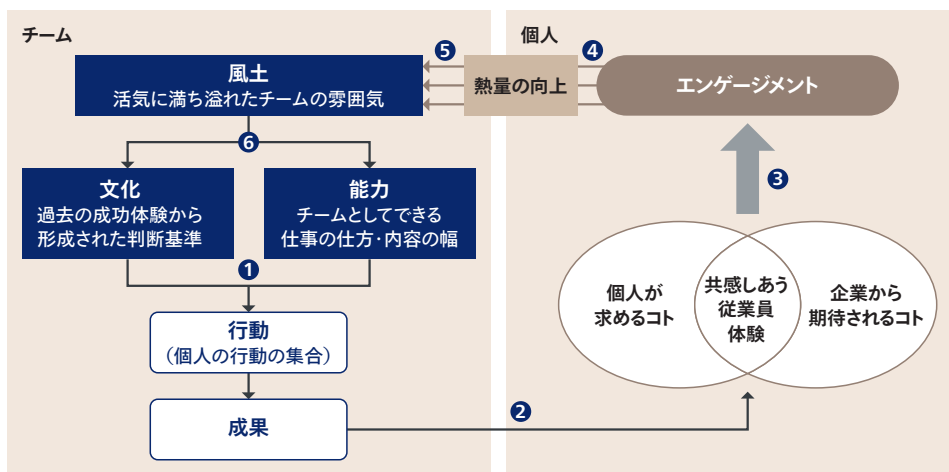 チーム
風土
活気に満ち溢れたチームの雰囲気
6
文化
過去の成功体験から
形成された判断基準
能力
チームとしてできる
仕事の仕方・内容の幅
1
行動
（個人の行動の集合）
成果
2
個人
5
熱量の向上
4
エンゲージメント
3
個人が
求めるコト
共感しあう
従業員
体験
企業から
期待されるコト